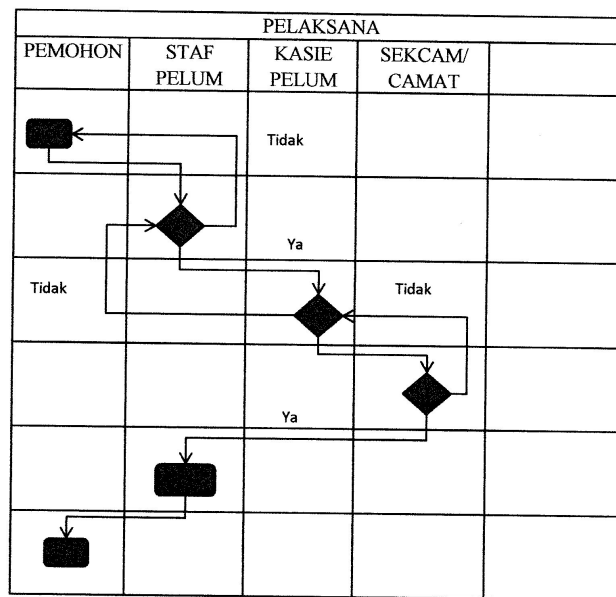 PELAKSANA
PEMOHON
STAF
PELUM
KASIE
PELUM
SEKCAM/
CAMAT
Tidak
Ya
Tidak
Tidak
Ya